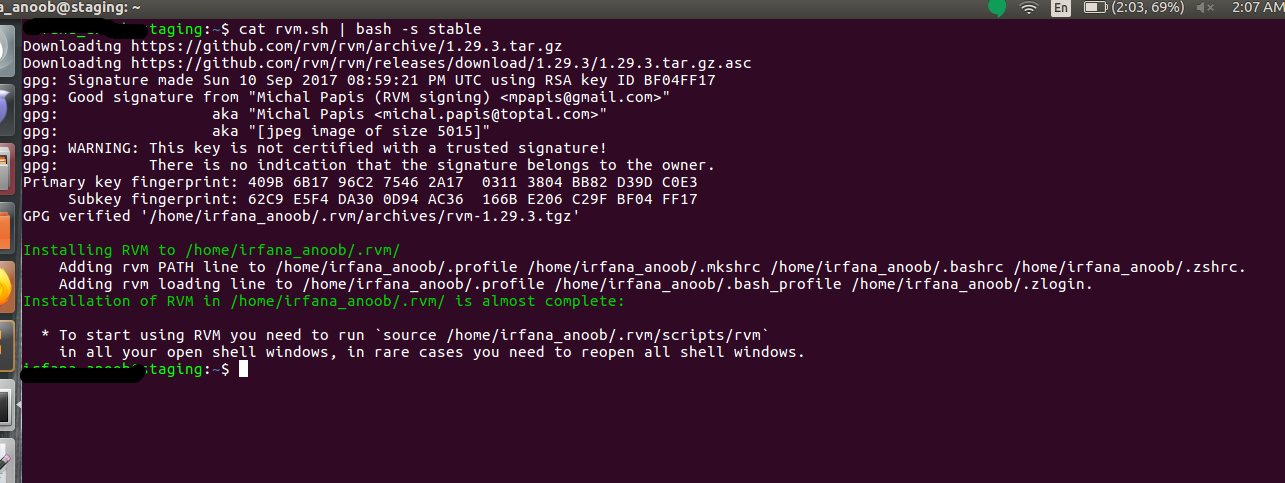 a_anoob@staging: ~
En
(2:03, 69%)
2:07 AM
staging:~$ cat rvm.sh | bash -s stable
Downloading https://github.com/rvm/rvm/archive/1.29.3.tar.gz
Downloading https://github.com/rvm/rvm/releases/download/1.29.3/1.29.3.tar.gz.asc
gpg: Signature made Sun 10 Sep 2017 08:59:21 PM UTC using RSA key ID BF04FF17
gpg: Good signature from "Michal Papis (RVM signing) <mpapis@gmail.com>"
gpg:                 aka "Michal Papis <michal.papis@toptal.com>"
gpg:                 aka "[jpeg image of size 5015]"
gpg: WARNING: This key is not certified with a trusted signature!
gpg:          There is no indication that the signature belongs to the owner.
Primary key fingerprint: 409B 6B17 96C2 7546 2A17  0311 3804 BB82 D39D C0E3
     Subkey fingerprint: 62C9 E5F4 DA30 0D94 AC36  166B E206 C29F BF04 FF17
GPG verified '/home/irfana_anoob/.rvm/archives/rvm-1.29.3.tgz'
Installing RVM to /home/irfana_anoob/.rvm/
    Adding rvm PATH line to /home/irfana_anoob/.profile /home/irfana_anoob/.mkshrc /home/irfana_anoob/.bashrc /home/irfana_anoob/.zshrc.
    Adding rvm loading line to /home/irfana_anoob/.profile /home/irfana_anoob/.bash_profile /home/irfana_anoob/.zlogin.
Installation of RVM in /home/irfana_anoob/.rvm/ is almost complete:
  * To start using RVM you need to run `source /home/irfana_anoob/.rvm/scripts/rvm`
    in all your open shell windows, in rare cases you need to reopen all shell windows.
staging:~$